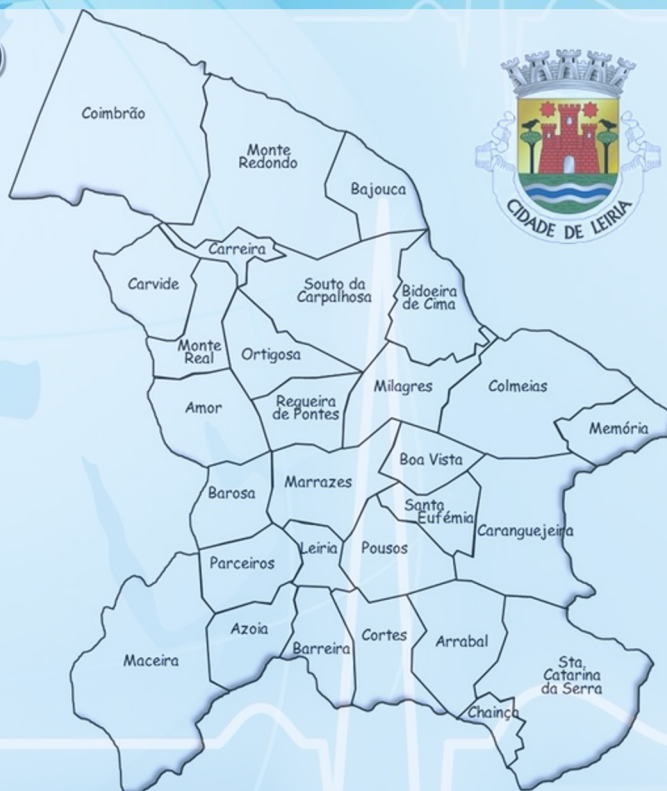 Coimbrão
Monte
Redondo
Bajouca
CIDADE DE LEIRIA
Carreira
Carvide
Souto da
Carpalhosa
Bidoeira
de Cima
Monte
Real
Ortigosa
Milagres
Colmeias
Amor
Regueira
de Pontes
Memória
Boa Vista
Marrazes
Barosa
Santa
Eufémia
Caranguejeira
Leiria
Pousos
Parceiros
Azoia
Barreira
Cortes
Arrabal
Maceira
Sta,
Catarina
da Serra
Chainça